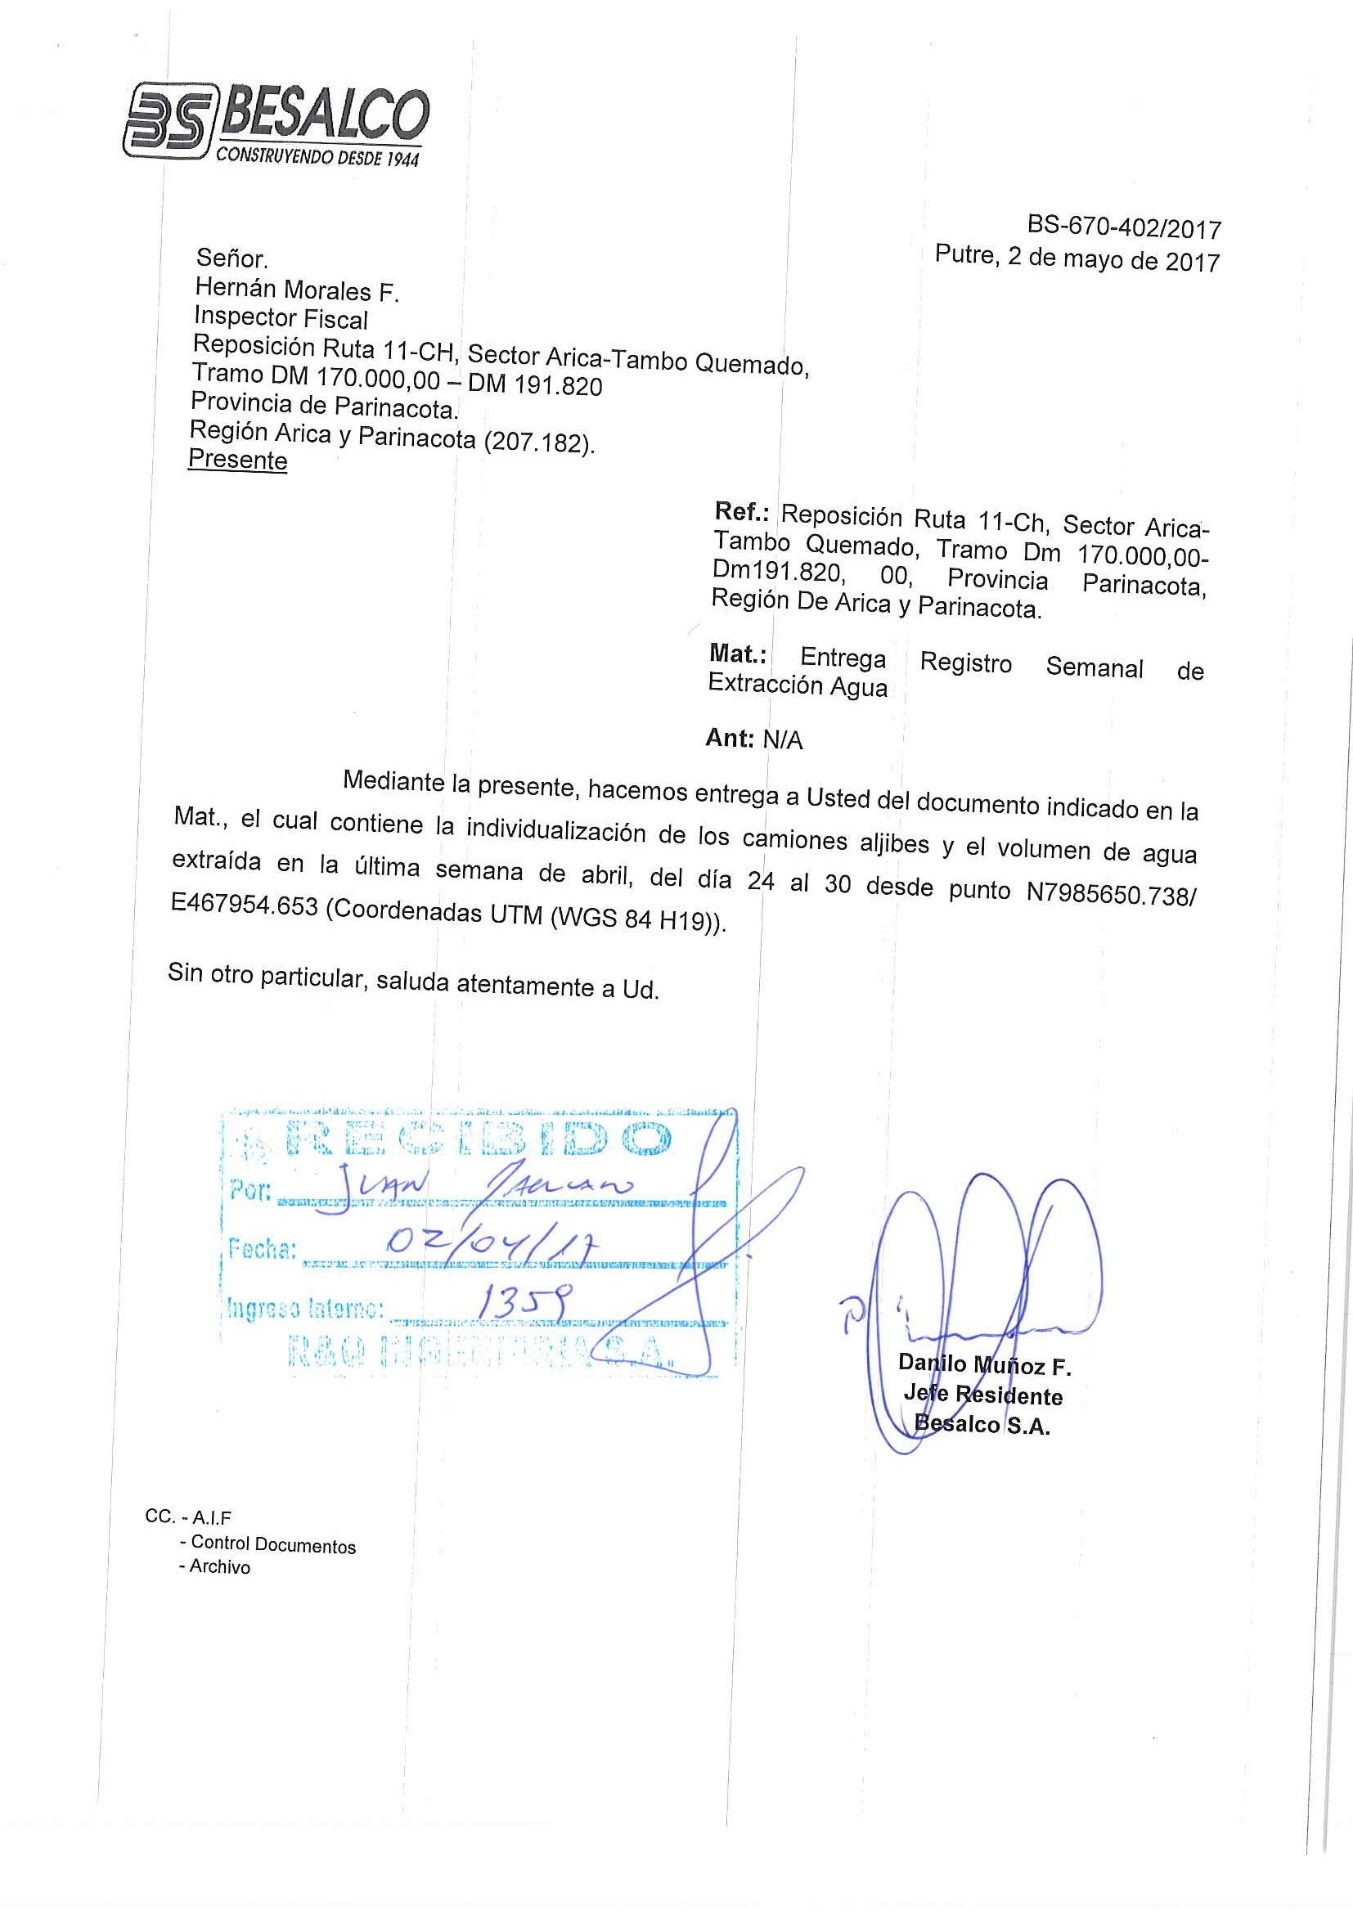 BS BESALCO
CONSTRUYENDO DESDE 1944
BS-670-402/2017
Putre, 2 de mayo de 2017
Señor.
Hernán Morales F.
Inspector Fiscal
Reposición Ruta 11-CH, Sector Arica-Tambo Quemado,
Tramo DM 170.000,00 – DM 191.820
Provincia de Parinacota.
Región Arica y Parinacota (207.182).
Presente
Ref.: Reposición Ruta 11-Ch, Sector Arica-
Tambo Quemado, Tramo Dm 170.000,00-
Dm191.820, 00, Provincia Parinacota,
Región De Arica y Parinacota.
Mat.: Entrega Registro Semanal de
Extracción Agua
Ant: N/A
Mediante la presente, hacemos entrega a Usted del documento indicado en la
Mat., el cual contiene la individualización de los camiones aljibes y el volumen de agua
extraída en la última semana de abril, del día 24 al 30 desde punto N7985650.738/
E467954.653 (Coordenadas UTM (WGS 84 H19)).
Sin otro particular, saluda atentamente a Ud.
RECIBIDO
Por: Juan
Fecha: 02/04/17
Ingreso Interno: 1359
R&Q INGENIERIA S.A.
Danilo Muñoz F.
Jefe Residente
Besalco S.A.
CC. - A.I.F
- Control Documentos
- Archivo